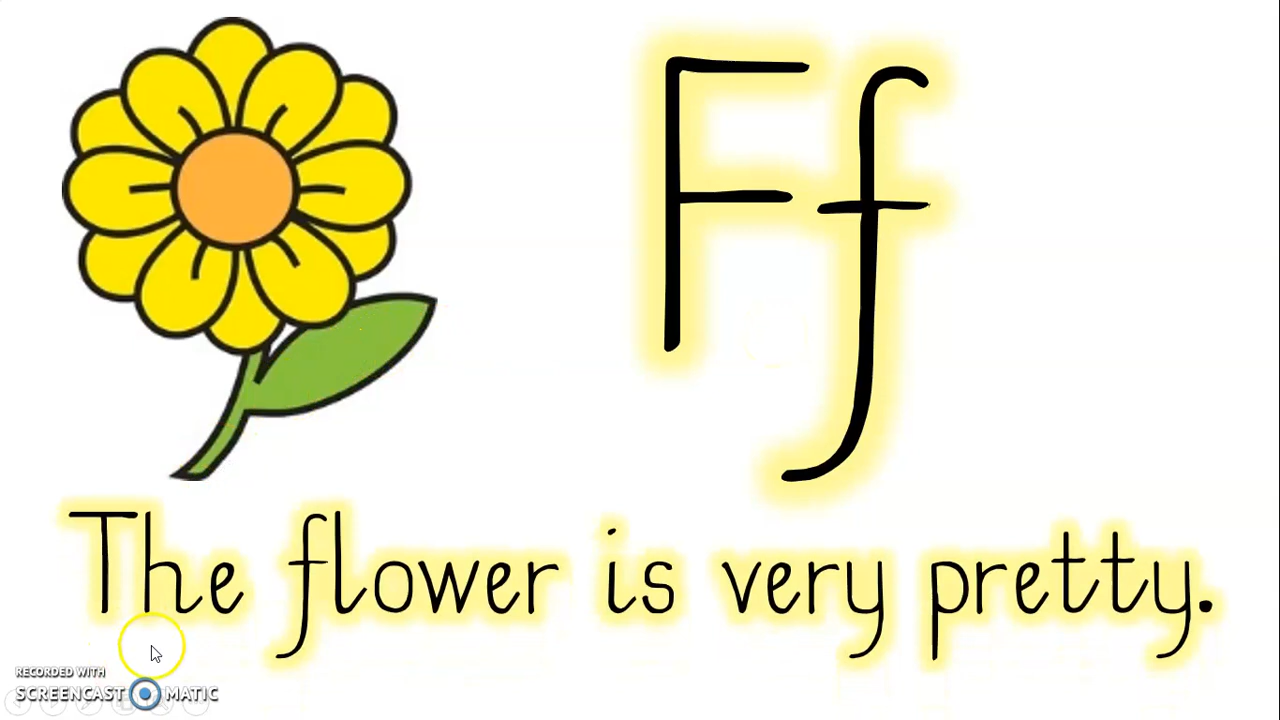 Ff
The flower is very pretty.
RECORDED WITH
SCREENCAST MATIC